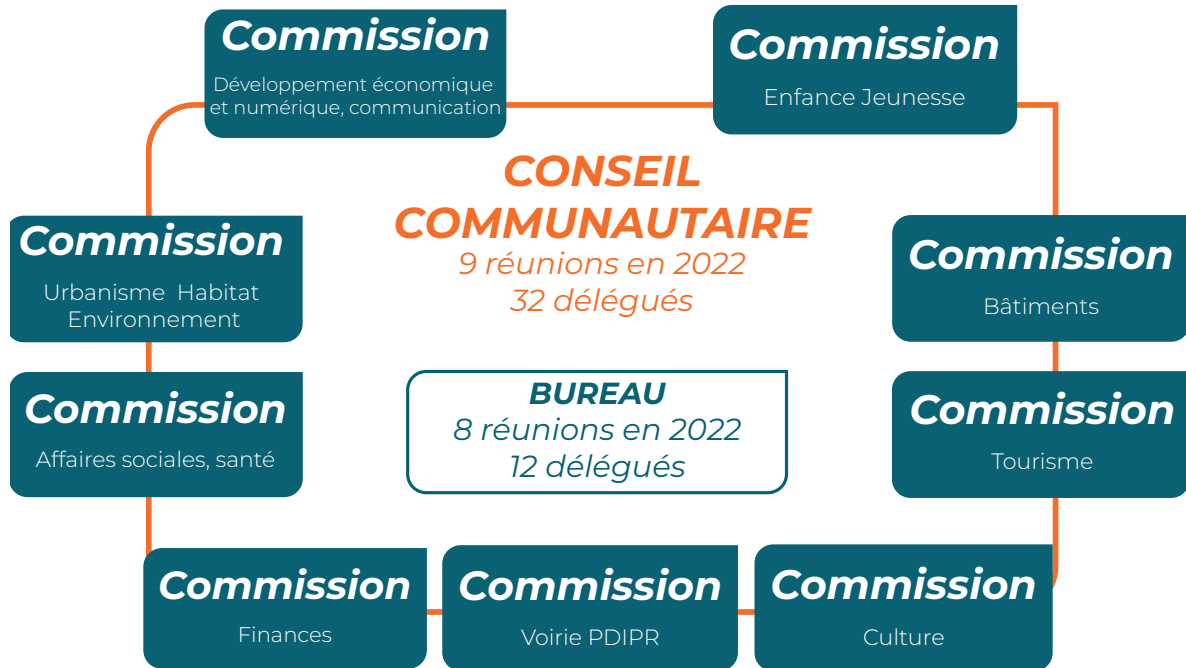 Commission
Développement économique
et numérique, communication
Commission
Enfance Jeunesse
CONSEIL
COMMUNAUTAIRE
9 réunions en 2022
32 délégués
Commission
Urbanisme Habitat
Environnement
Commission
Bâtiments
Commission
Affaires sociales, santé
BUREAU
8 réunions en 2022
12 délégués
Commission
Tourisme
Commission
Finances
Commission
Voirie PDIPR
Commission
Culture